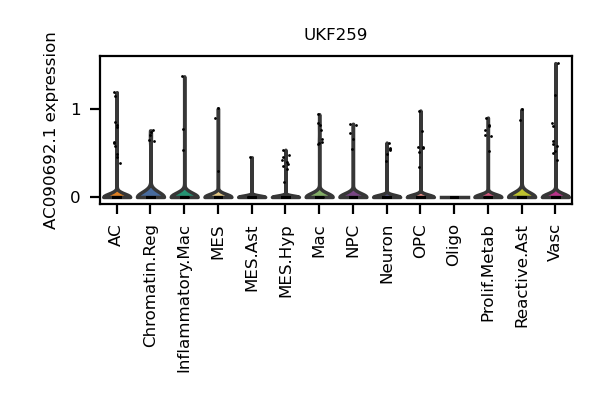 UKF259
AC090692.1 expression
1
0
AC
Chromatin.Reg
Inflammatory.Mac
MES
MES.Ast
MES.Hyp
Mac
NPC
Neuron
OPC
Oligo
Prolif.Metab
Reactive.Ast
Vasc